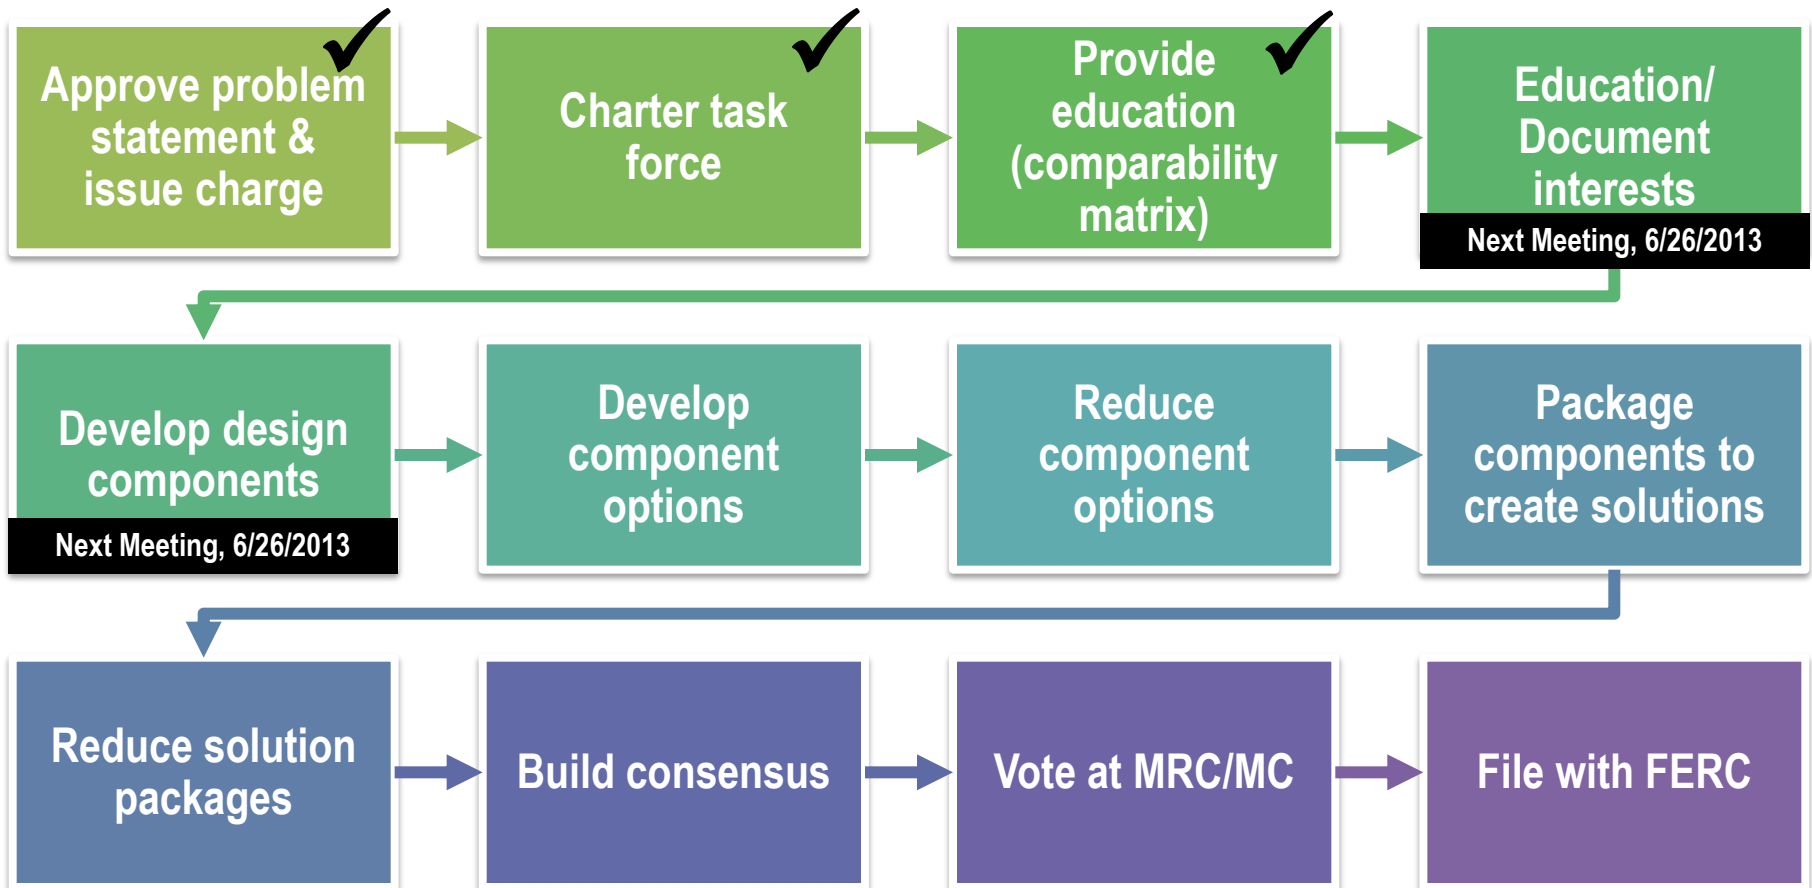 Approve problem
statement &
issue charge
Charter task
force
Provide
education
(comparability
matrix)
Education/
Document
interests
Next Meeting, 6/26/2013
Develop design
components
Next Meeting, 6/26/2013
Develop
component
options
Reduce
component
options
Package
components to
create solutions
Reduce solution
packages
Build consensus
Vote at MRC/MC
File with FERC